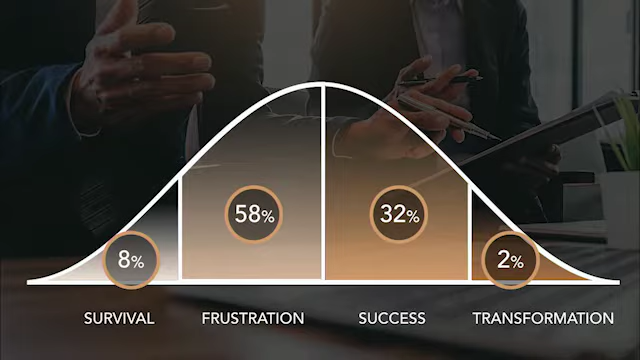 58%
32%
8%
2%
SURVIVAL
FRUSTRATION
SUCCESS
TRANSFORMATION